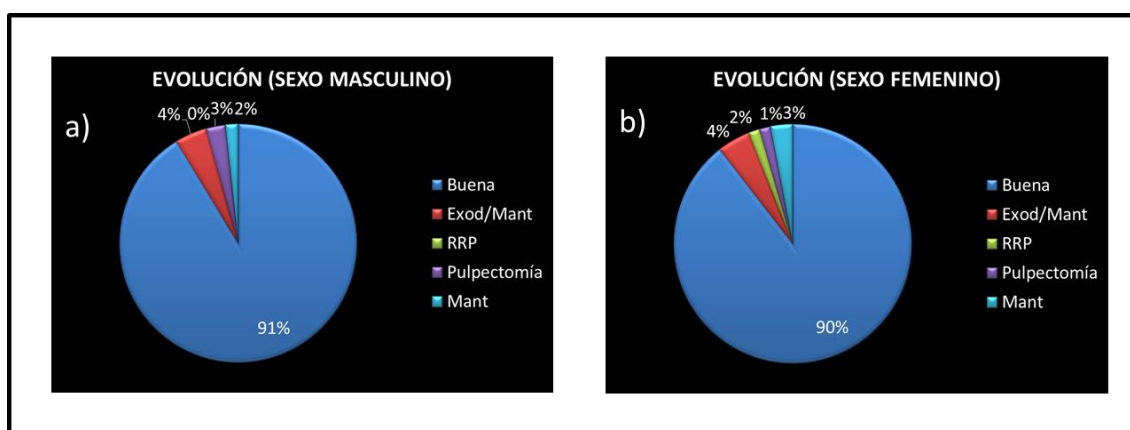 EVOLUCIÓN (SEXO MASCULINO)
a)
4% 0% 3% 2%
Buena
Exod/Mant
RRP
Pulpectomía
Mant
91%
EVOLUCIÓN (SEXO FEMENINO)
b)
4% 2% 1% 3%
Buena
Exod/Mant
RRP
Pulpectomía
Mant
90%